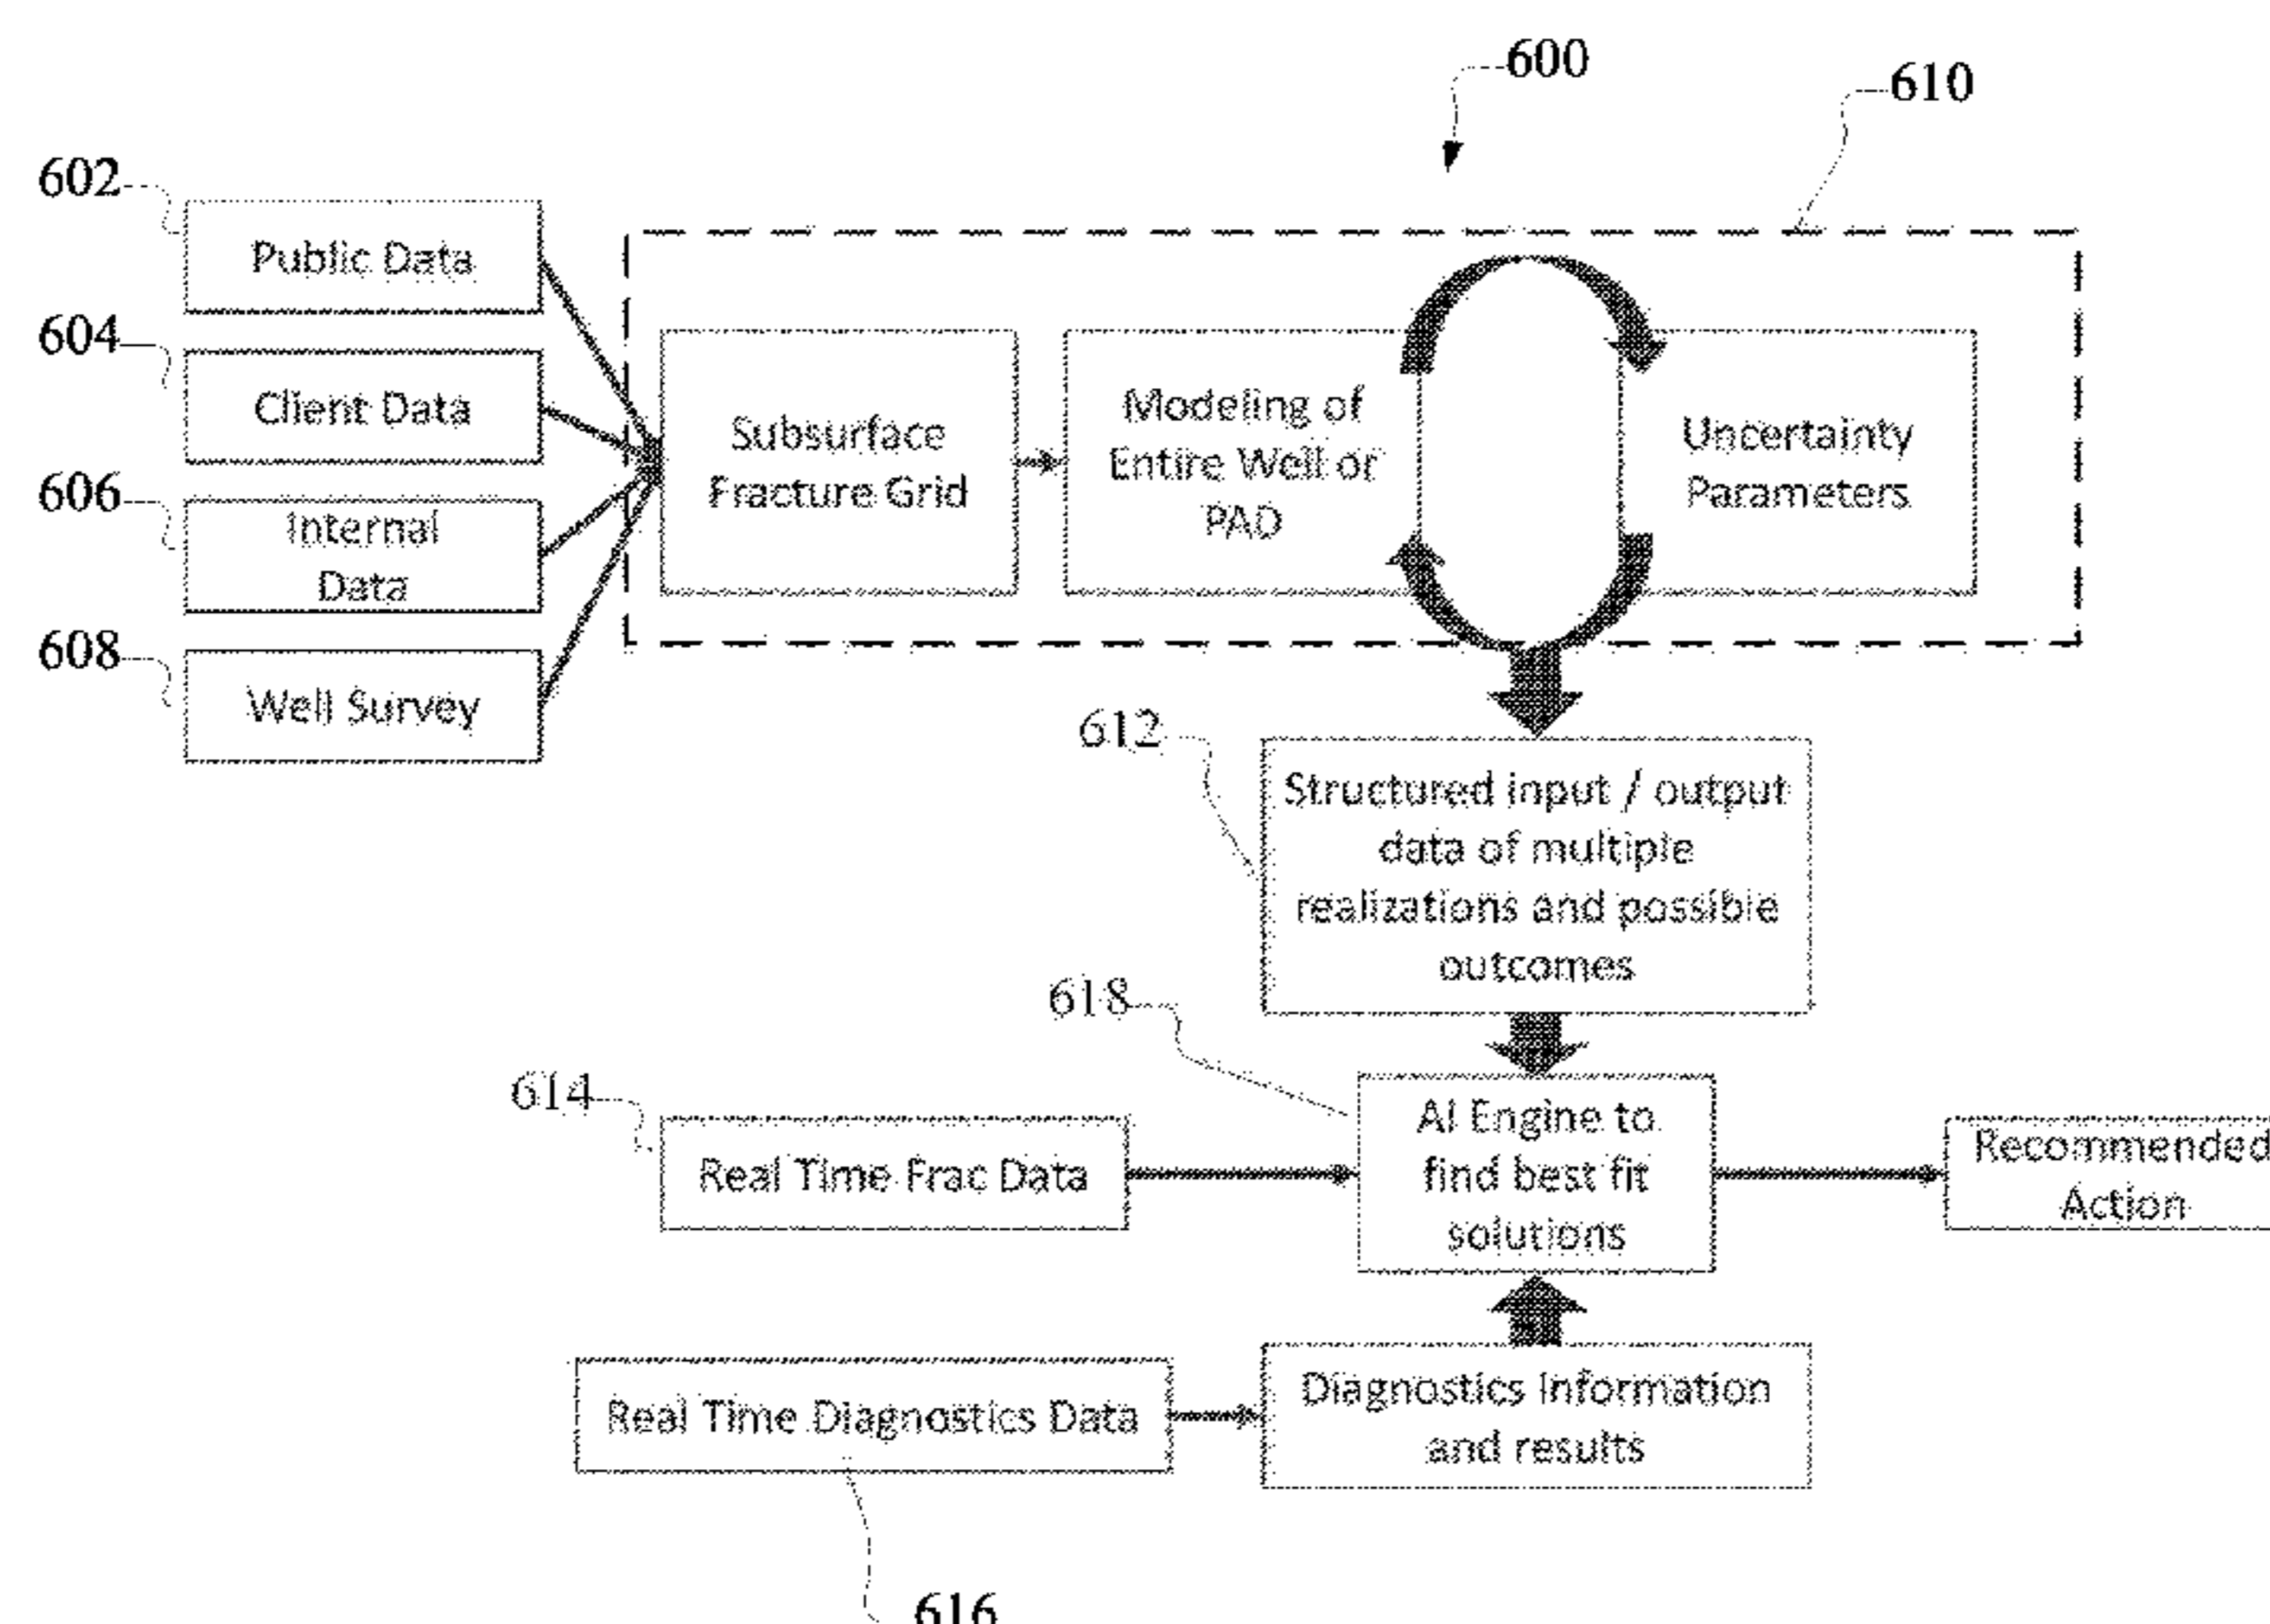 600
610
602
Public Data
604
Client Data
606
Internal
Data
608
Well Survey
Subsurface
Fracture Grid
Modeling of
Entire Well or
PAD
Uncertainty
Parameters
612
Structured input / output
data of multiple
realizations and possible
outcomes
618
614
Real Time Frac Data
AI Engine to
find best fit
solutions
Recommended
Action
Real Time Diagnostics Data
Diagnostics Information
and results
616